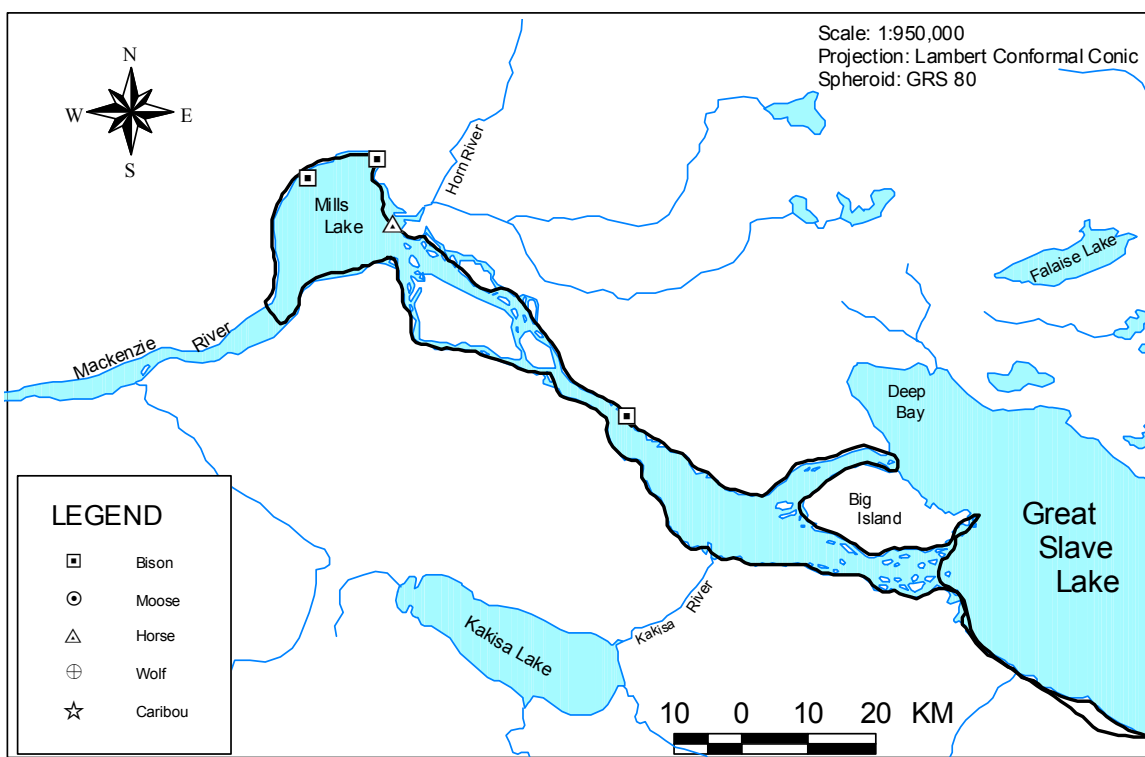 Scale: 1:950,000
Projection: Lambert Conformal Conic
Spheroid: GRS 80
N
W
E
S
Horn River
Mills
Lake
Falaise Lake
Mackenzie River
Deep
Bay
Big
Island
Great
Slave
Lake
Kakisa River
Kakisa Lake
LEGEND
Bison
Moose
Horse
Wolf
Caribou
10 0 10 20 KM